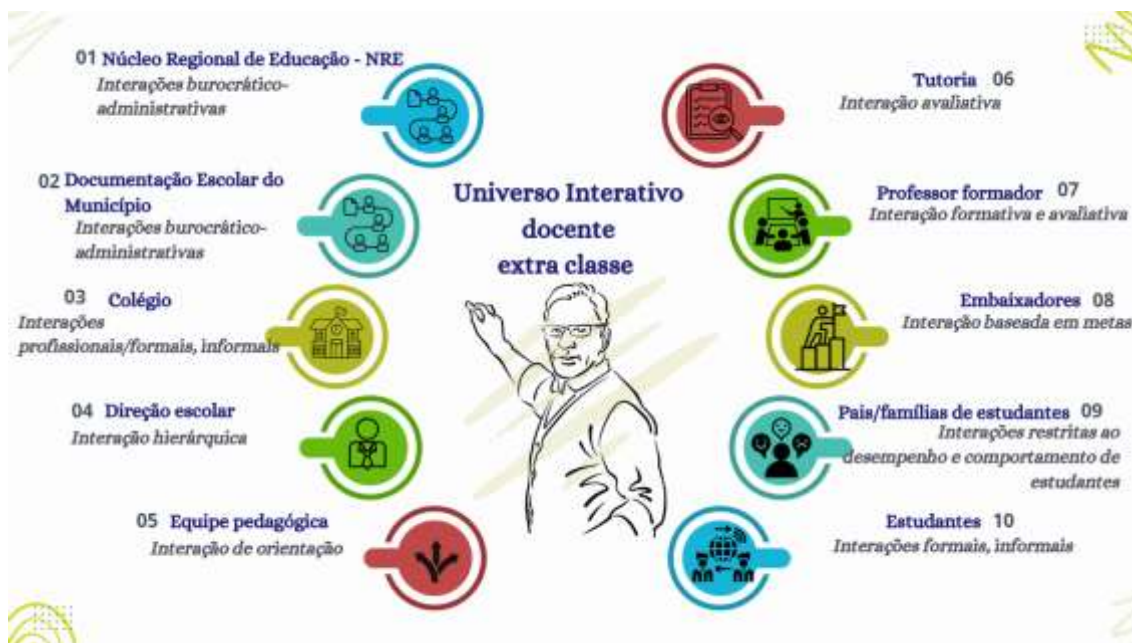 01 Núcleo Regional de Educação - NRE
Interações burocrático-
administrativas
02 Documentação Escolar do
Município
Interações burocrático-
administrativas
03 Colégio
Interações
profissionais/formais, informais
04 Direção escolar
Interação hierárquica
05 Equipe pedagógica
Interação de orientação
Universo Interativo
docente
extra classe
Tutoria 06
Interação avaliativa
Professor formador 07
Interação formativa e avaliativa
Embaixadores 08
Interação baseada em metas
Pais/famílias de estudantes 09
Interações restritas ao
desempenho e comportamento de
estudantes
Estudantes 10
Interações formais, informais